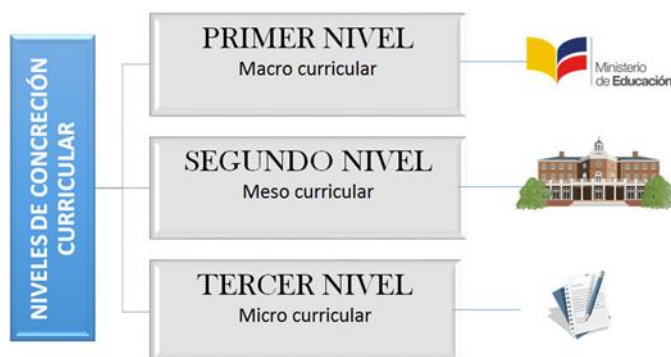 NIVELES DE CONCRECIÓN
CURRICULAR
PRIMER NIVEL
Macro curricular
Ministerio
de Educación
SEGUNDO NIVEL
Meso curricular
TERCER NIVEL
Micro curricular